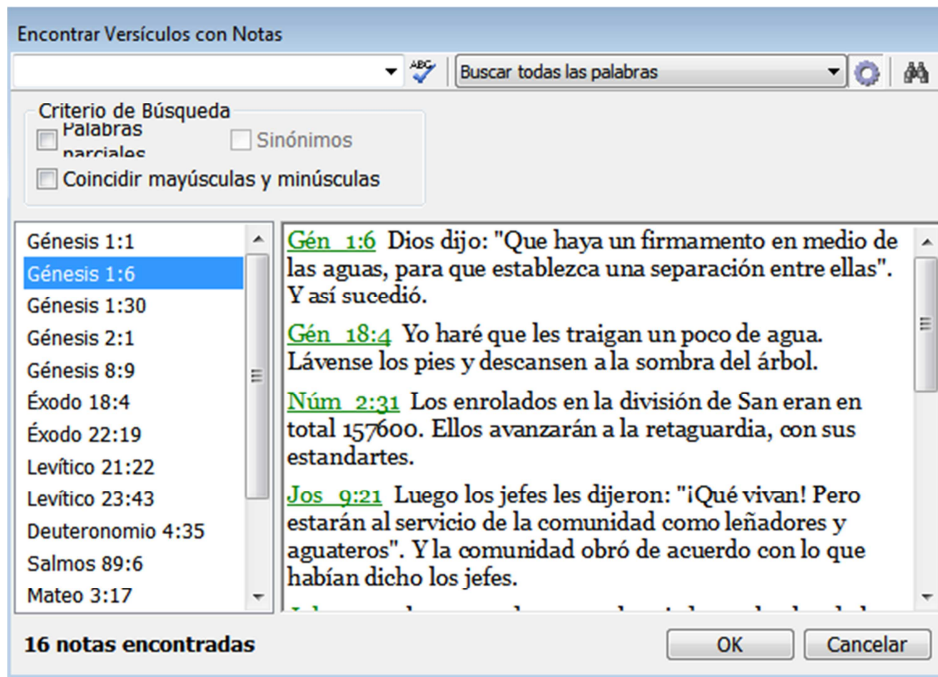 Encontrar Versículos con Notas
ABC
Buscar todas las palabras
Criterio de Búsqueda
Palabras
parciales
Sinónimos
Coincidir mayúsculas y minúsculas
Génesis 1:1
Génesis 1:6
Génesis 1:30
Génesis 2:1
Génesis 8:9
Éxodo 18:4
Éxodo 22:19
Levítico 21:22
Levítico 23:43
Deuteronomio 4:35
Salmos 89:6
Mateo 3:17
Gén 1:6 Dios dijo: "Que haya un firmamento en medio de
las aguas, para que establezca una separación entre ellas".
Y así sucedió.
Gén 18:4 Yo haré que les traigan un poco de agua.
Lávense los pies y descansen a la sombra del árbol.
Núm 2:31 Los enrolados en la división de San eran en
total 157600. Ellos avanzarán a la retaguardia, con sus
estandartes.
Jos 9:21 Luego los jefes les dijeron: "¡Qué vivan! Pero
estarán al servicio de la comunidad como leñadores y
aguateros". Y la comunidad obró de acuerdo con lo que
habían dicho los jefes.
16 notas encontradas
OK
Cancelar